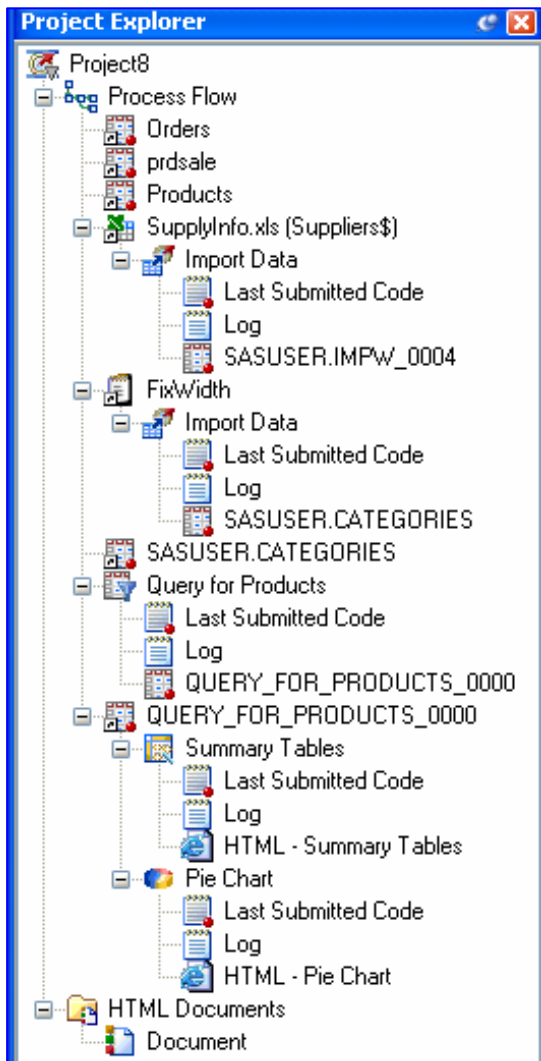 Project Explorer
Project8
Process Flow
Orders
prdsale
Products
SupplyInfo.xls (Suppliers$)
Import Data
Last Submitted Code
Log
SASUSER.IMPW_0004
FixWidth
Import Data
Last Submitted Code
Log
SASUSER.CATEGORIES
SASUSER.CATEGORIES
Query for Products
Last Submitted Code
Log
QUERY_FOR_PRODUCTS_0000
QUERY_FOR_PRODUCTS_0000
Summary Tables
Last Submitted Code
Log
HTML - Summary Tables
Pie Chart
Last Submitted Code
Log
HTML - Pie Chart
HTML Documents
Document